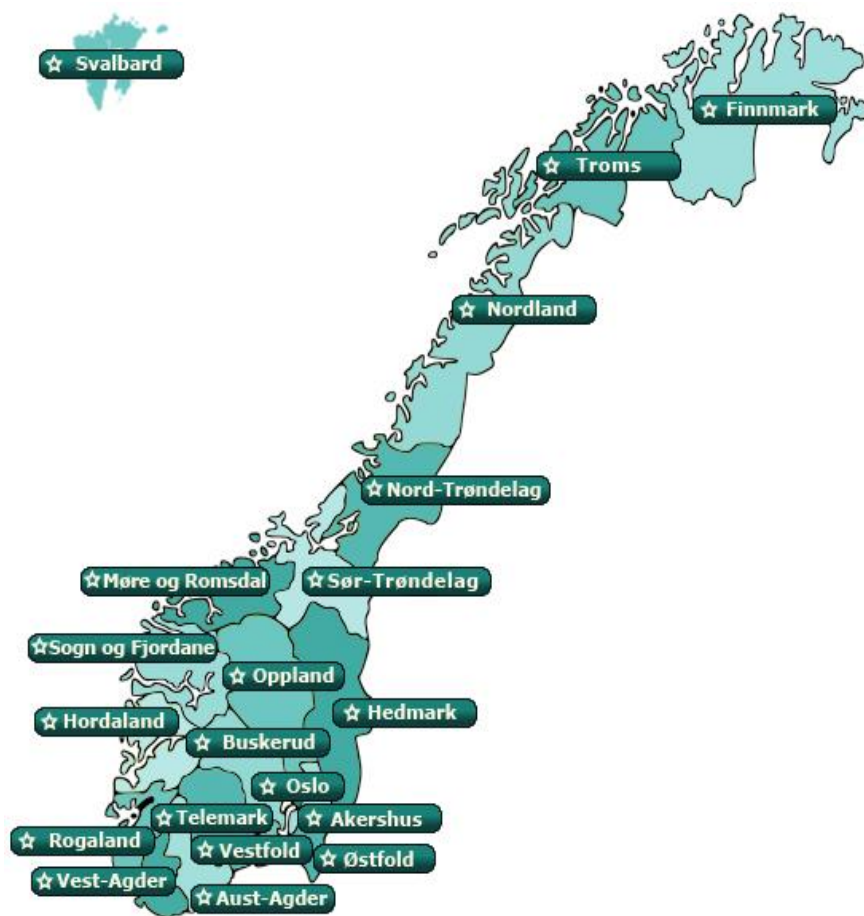 Svalbard
Finnmark
Troms
Nordland
Nord-Trøndelag
Møre og Romsdal
Sør-Trøndelag
Sogn og Fjordane
Oppland
Hordaland
Hedmark
Buskerud
Oslo
Telemark
Akershus
Rogaland
Vestfold
Østfold
Vest-Agder
Aust-Agder